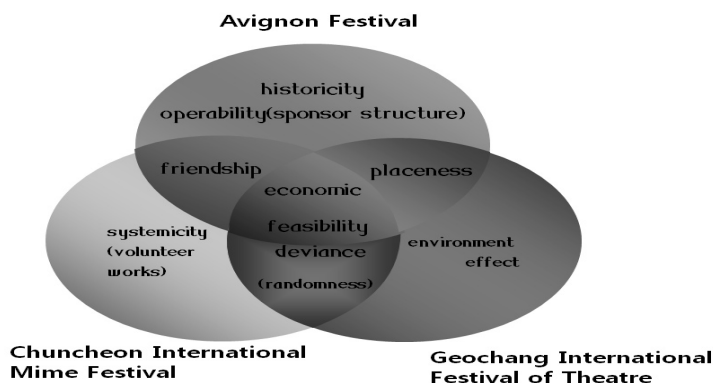 Avignon Festival
historicity
operability(sponsor structure)
friendship
placeness
economic
feasibility
systemicity
(volunteer
works)
deviance
(randomness)
environment
effect
Chuncheon International
Mime Festival
Geochang International
Festival of Theatre